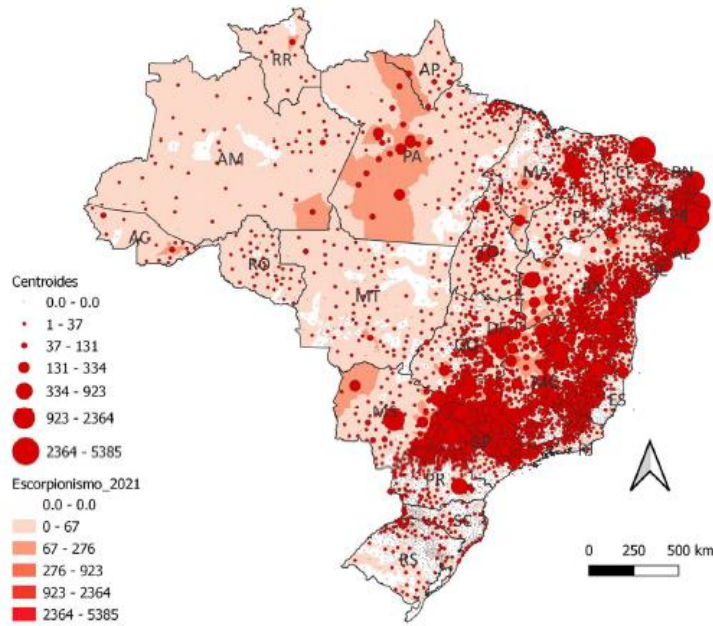 RR
AP
AM
PA
MA
CE
RN
PI
PB
AC
RO
TO
AL
MT
BA
DF
GO
MG
MS
ES
SP
RJ
PR
SC
RS
Centroides
0.0 - 0.0
1 - 37
37 - 131
131 - 334
334 - 923
923 - 2364
2364 - 5385
Escorpionismo_2021
0.0 - 0.0
0 - 67
67 - 276
276 - 923
923 - 2364
2364 - 5385
0 250 500 km